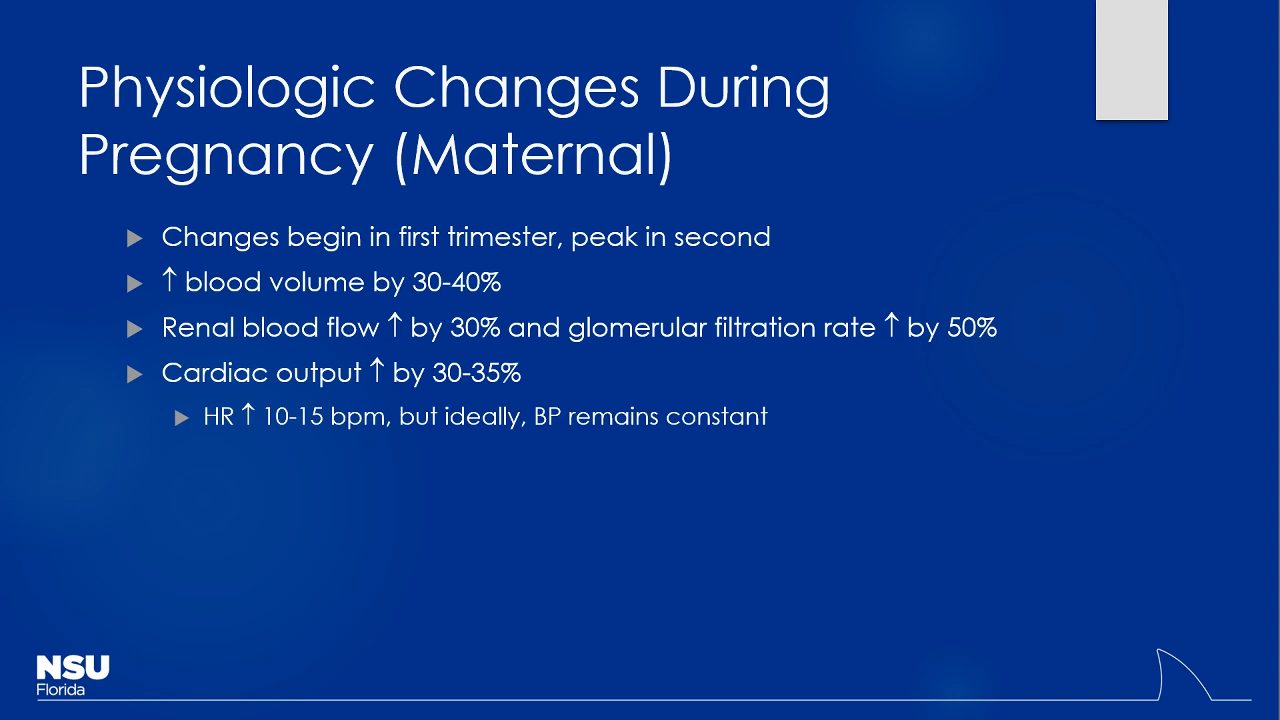 Physiologic Changes During
Pregnancy (Maternal)
Changes begin in first trimester, peak in second
↑ blood volume by 30-40%
Renal blood flow ↑ by 30% and glomerular filtration rate ↑ by 50%
Cardiac output ↑ by 30-35%
HR ↑ 10-15 bpm, but ideally, BP remains constant
NSU
Florida